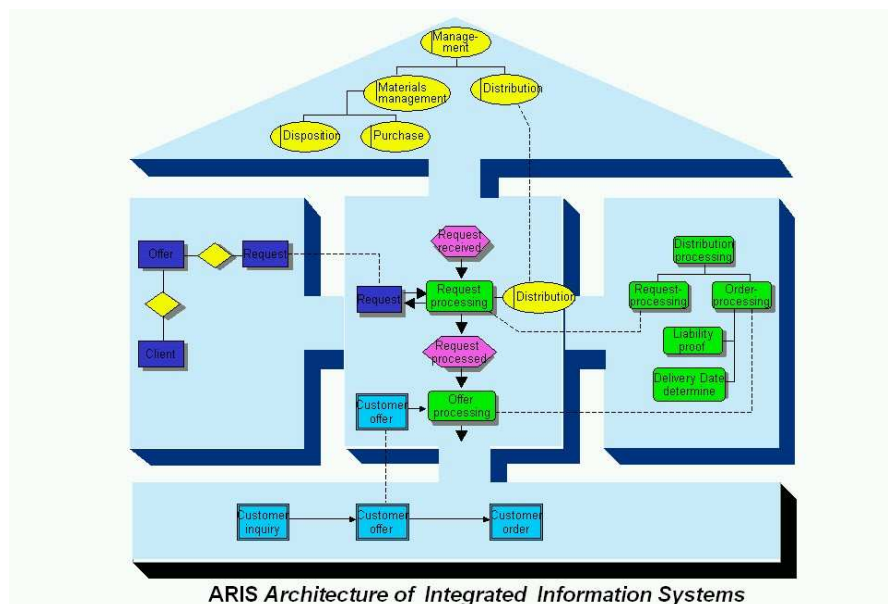 Manage-
ment
Materials
management
Distribution
Disposition
Purchase
Offer
Request
Client
Request
received
Request
Request
processing
Distribution
Request
processed
Customer
offer
Offer
processing
Distribution
processing
Request-
processing
Order-
processing
Liability
proof
Delivery Date
determine
Customer
inquiry
Customer
offer
Customer
order
ARIS Architecture of Integrated Information Systems